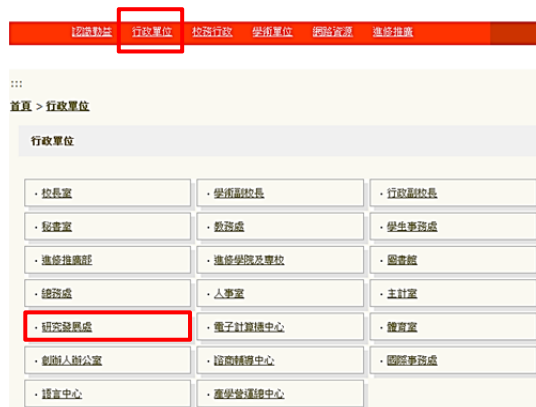 認識勤益 行政單位 校務行政 學術單位 網路資源 進修推廣
:::
首頁 > 行政單位
行政單位
· 校長室 · 學術副校長 · 行政副校長
· 秘書室 · 教務處 · 學生事務處
· 進修推廣部 · 進修學院及專校 · 圖書館
· 總務處 · 人事室 · 主計室
· 研究發展處 · 電子計算機中心 · 體育室
· 創辦人辦公室 · 諮商輔導中心 · 國際事務處
· 語言中心 · 產學營運總中心